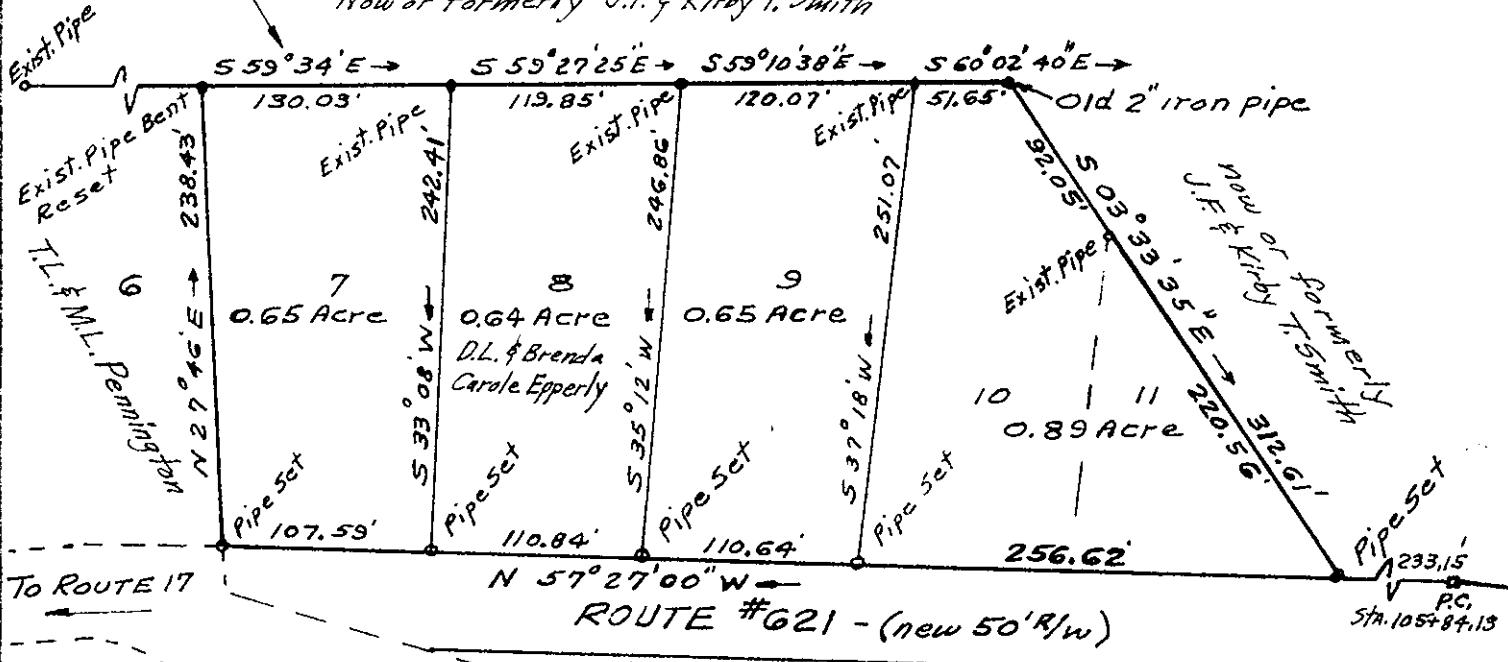 Now or formerly J.F. & Kirby T. Smith
Exist. Pipe
S 59°34' E →
S 59°27'25" E →
S 59°10'38" E →
S 60°02'40" E →
130.03'
119.85'
120.07'
51.65'
Old 2" iron pipe
Exist. Pipe Bent
Reset
Exist. Pipe
Exist. Pipe
Exist. Pipe
238.43'
242.41'
246.86'
251.07'
92.05'
S 03°33'35" E →
312.61'
220.56'
now or formerly
J.F. & Kirby T. Smith
Exist. Pipe
T.L. & M.L. Pennington
6
N 27°46' E →
7
0.65 Acre
S 33°08' W ←
8
0.64 Acre
D.L. & Brenda
Carole Epperly
S 35°12' W ←
9
0.65 Acre
S 37°18' W ←
10
11
0.89 Acre
Pipe Set
Pipe Set
Pipe Set
Pipe Set
Pipe Set
107.59'
110.84'
110.64'
256.62'
233.15'
P.C.
STA. 105+84.13
N 57°27'00" W ←
To ROUTE 17
ROUTE #621 - (new 50' R/W)